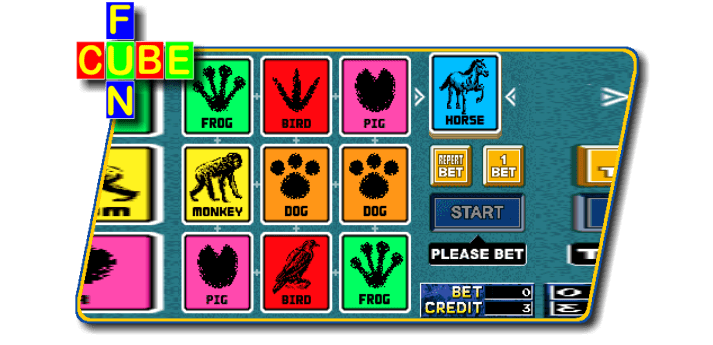 FUN
CUBE
FROG
BIRD
PIG
HORSE
MONKEY
DOG
DOG
REPEAT
BET
1
BET
START
PLEASE BET
PIG
BIRD
FROG
BET 0
CREDIT 3